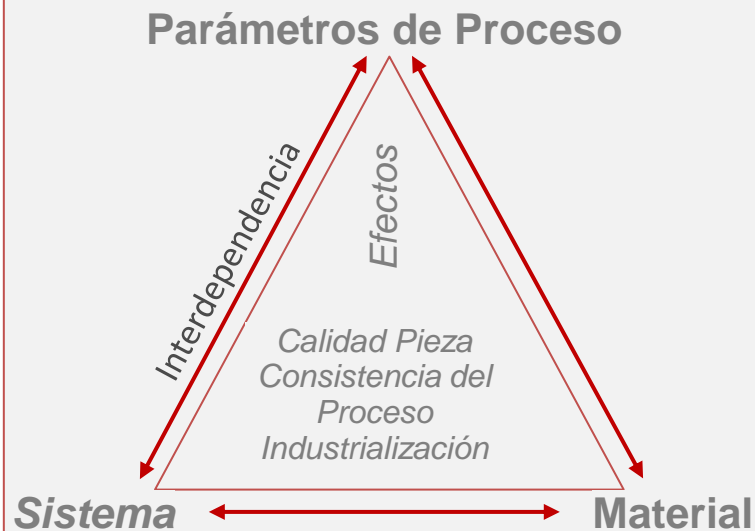 Parámetros de Proceso
Interdependencia
Efectos
Calidad Pieza
Consistencia del
Proceso
Industrialización
Sistema
Material